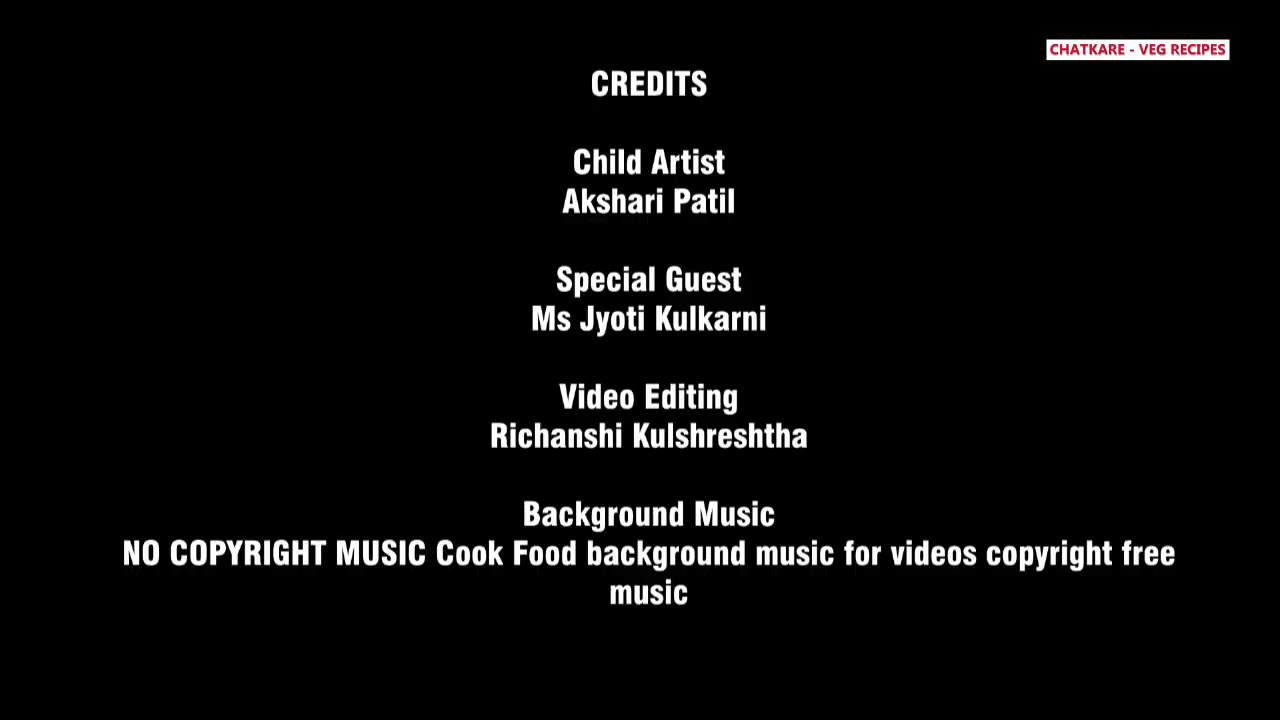 CHATKARE - VEG RECIPES
CREDITS
Child Artist
Akshari Patil
Special Guest
Ms Jyoti Kulkarni
Video Editing
Richanshi Kulshreshtha
Background Music
NO COPYRIGHT MUSIC Cook Food background music for videos copyright free
music